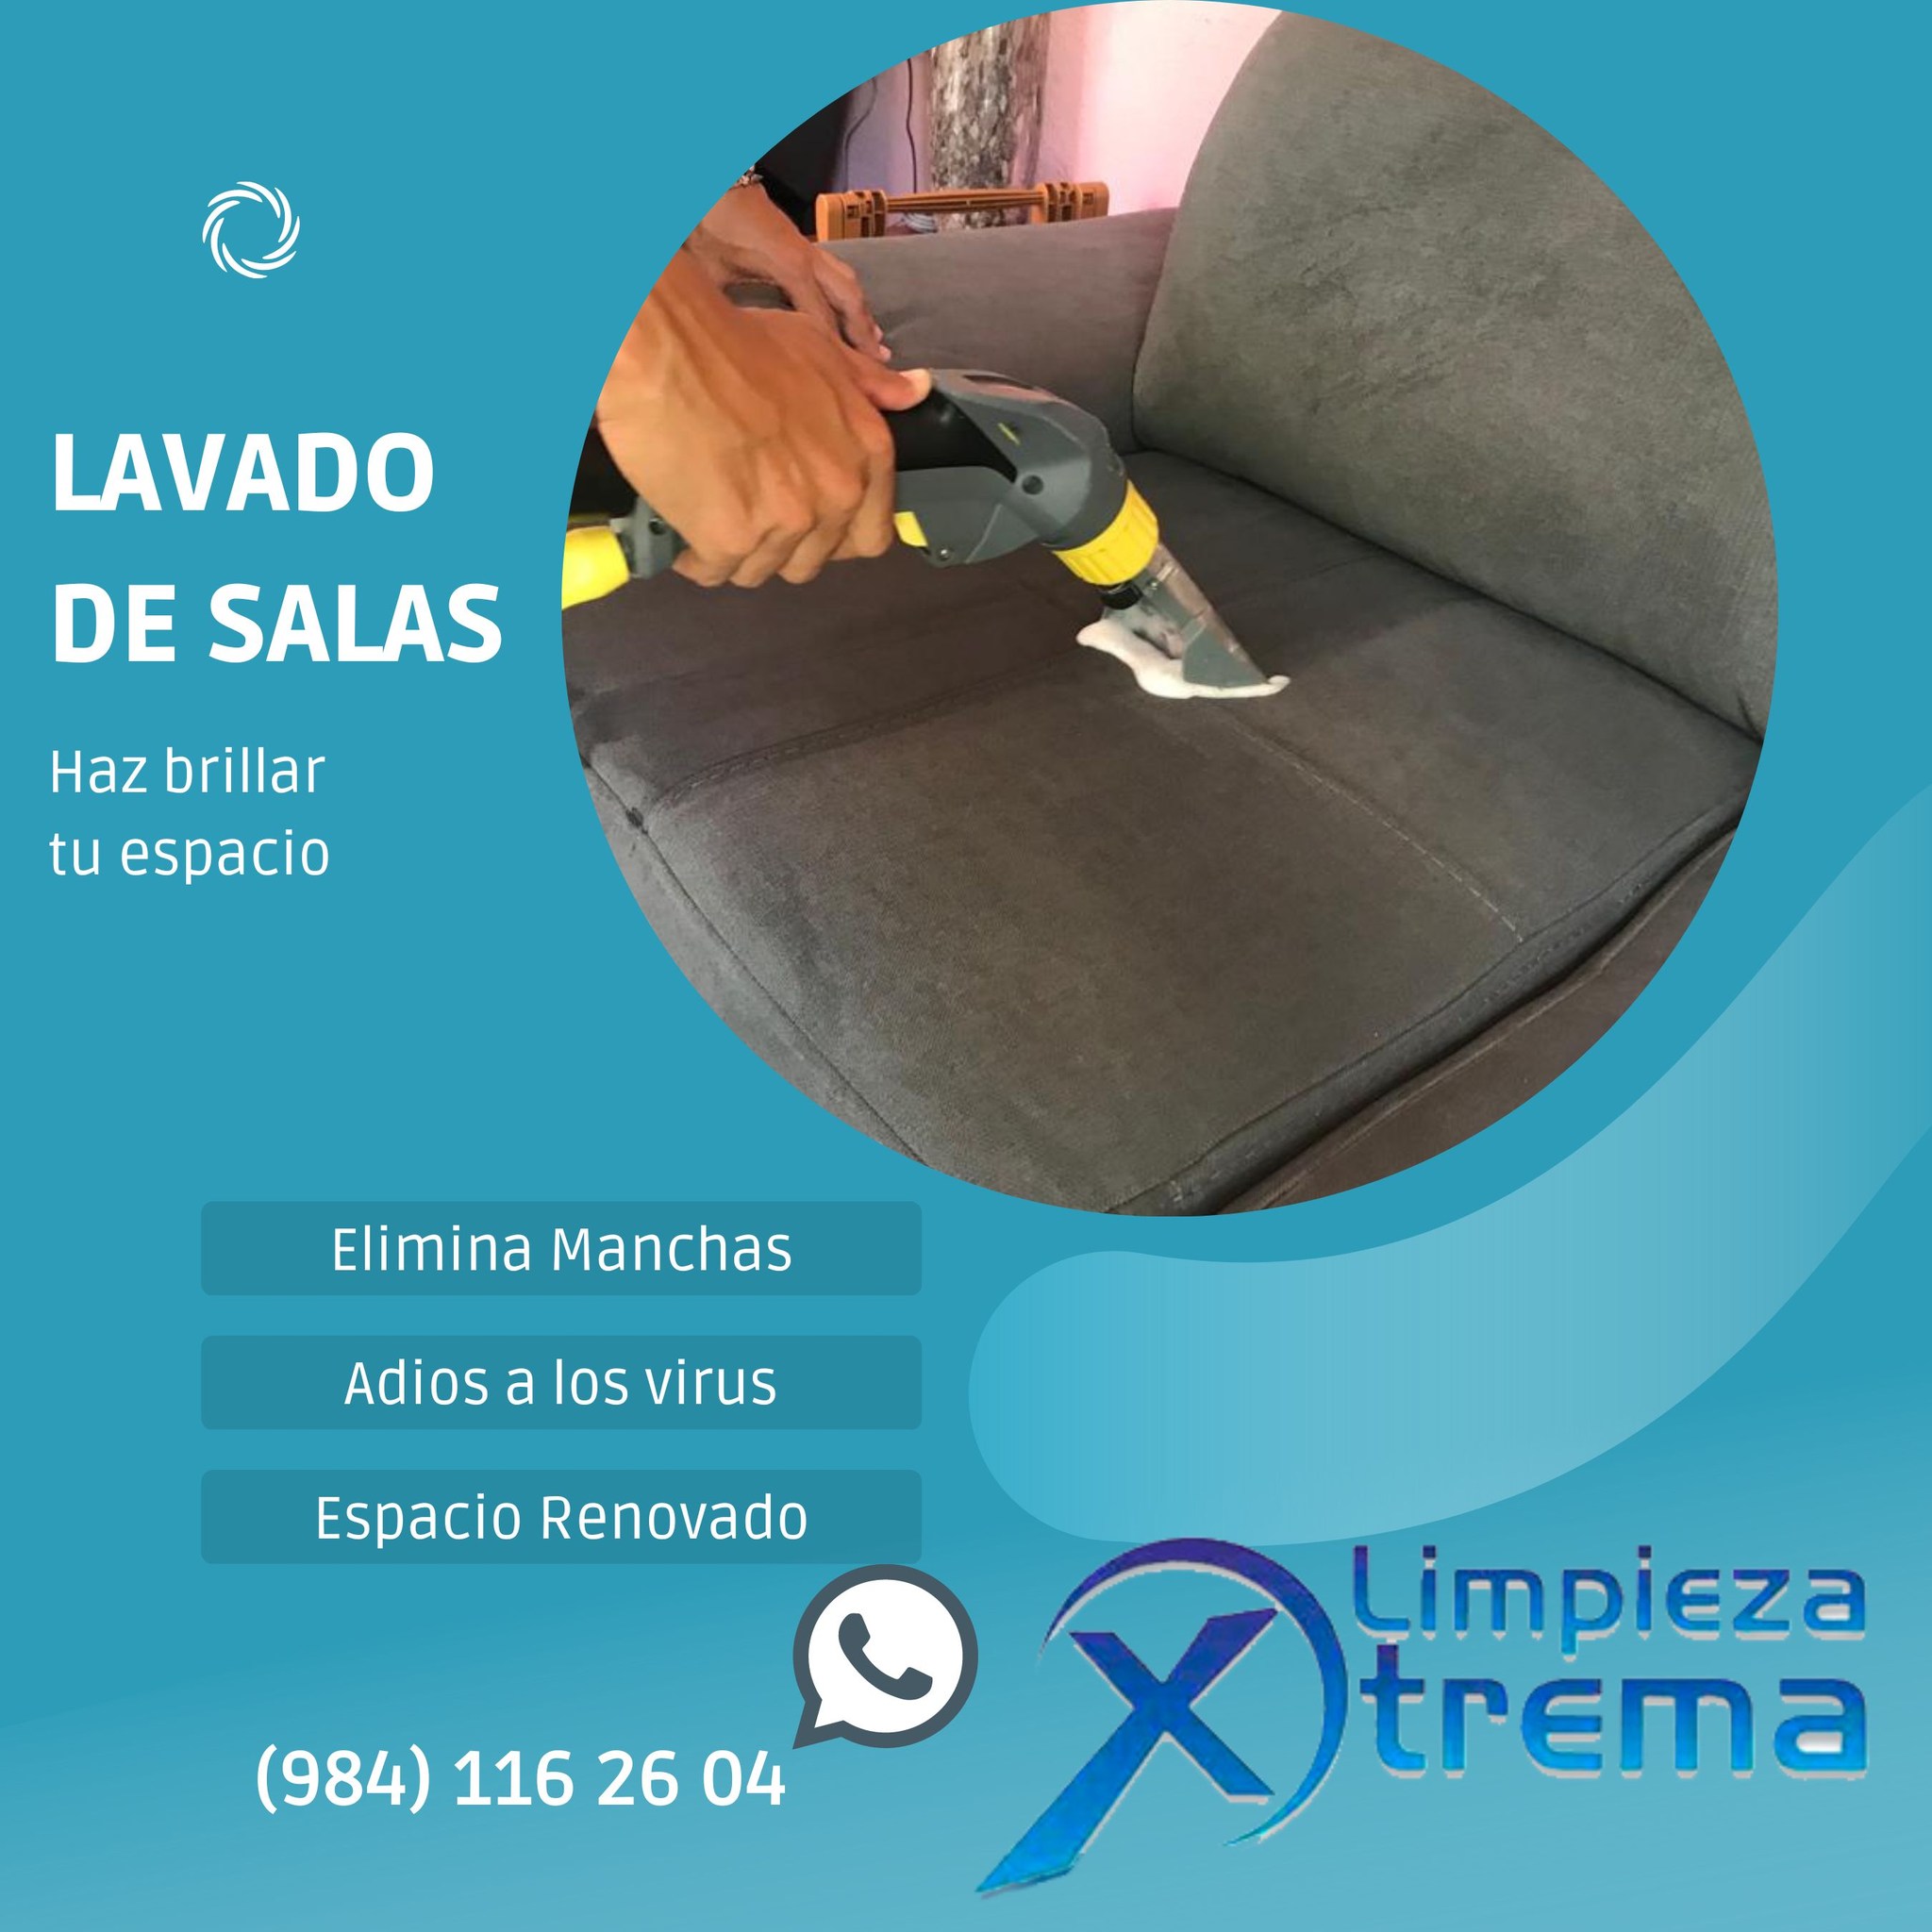 LAVADO
DE SALAS
Haz brillar
tu espacio
Elimina Manchas
Adios a los virus
Espacio Renovado
(984) 116 26 04
Limpieza
Xtrema